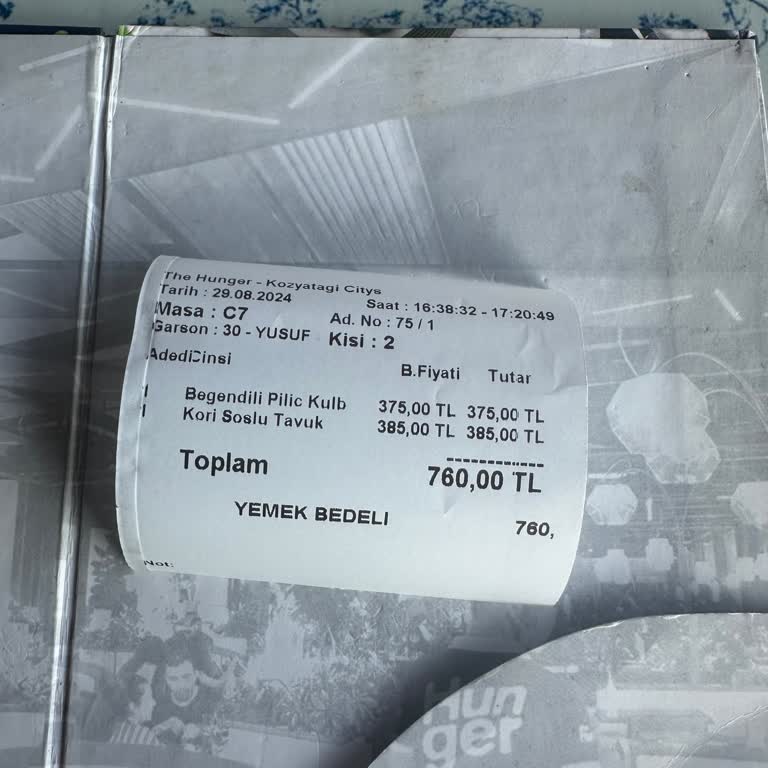 The Hunger - Kozyatagi Citys
Tarih : 29.08.2024 Saat : 16:38:32 - 17:20:49
Masa : C7 Ad. No : 75 / 1
Garson : 30 - YUSUF Kisi : 2
Adedi Cinsi B.Fiyati Tutar
1 Begendili Pilic Kulb 375,00 TL 375,00 TL
1 Kori Soslu Tavuk 385,00 TL 385,00 TL
Toplam 760,00 TL
YEMEK BEDELI 760,
Not:
Hun
ger